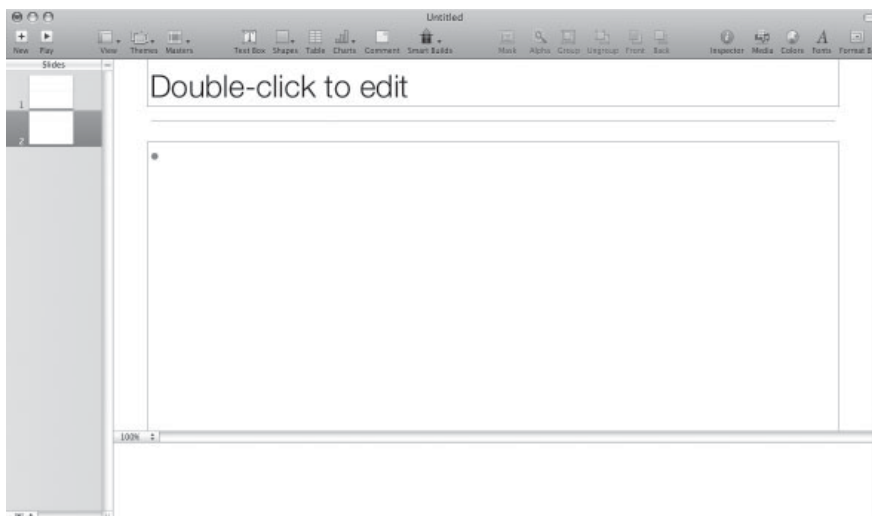 Untitled
New Play View Themes Masters Text Box Shapes Table Charts Comment Smart Builds Mask Alpha Group Ungroup Front Back Inspector Media Colors Fonts Format B
Slides
1
Double-click to edit
2
100%